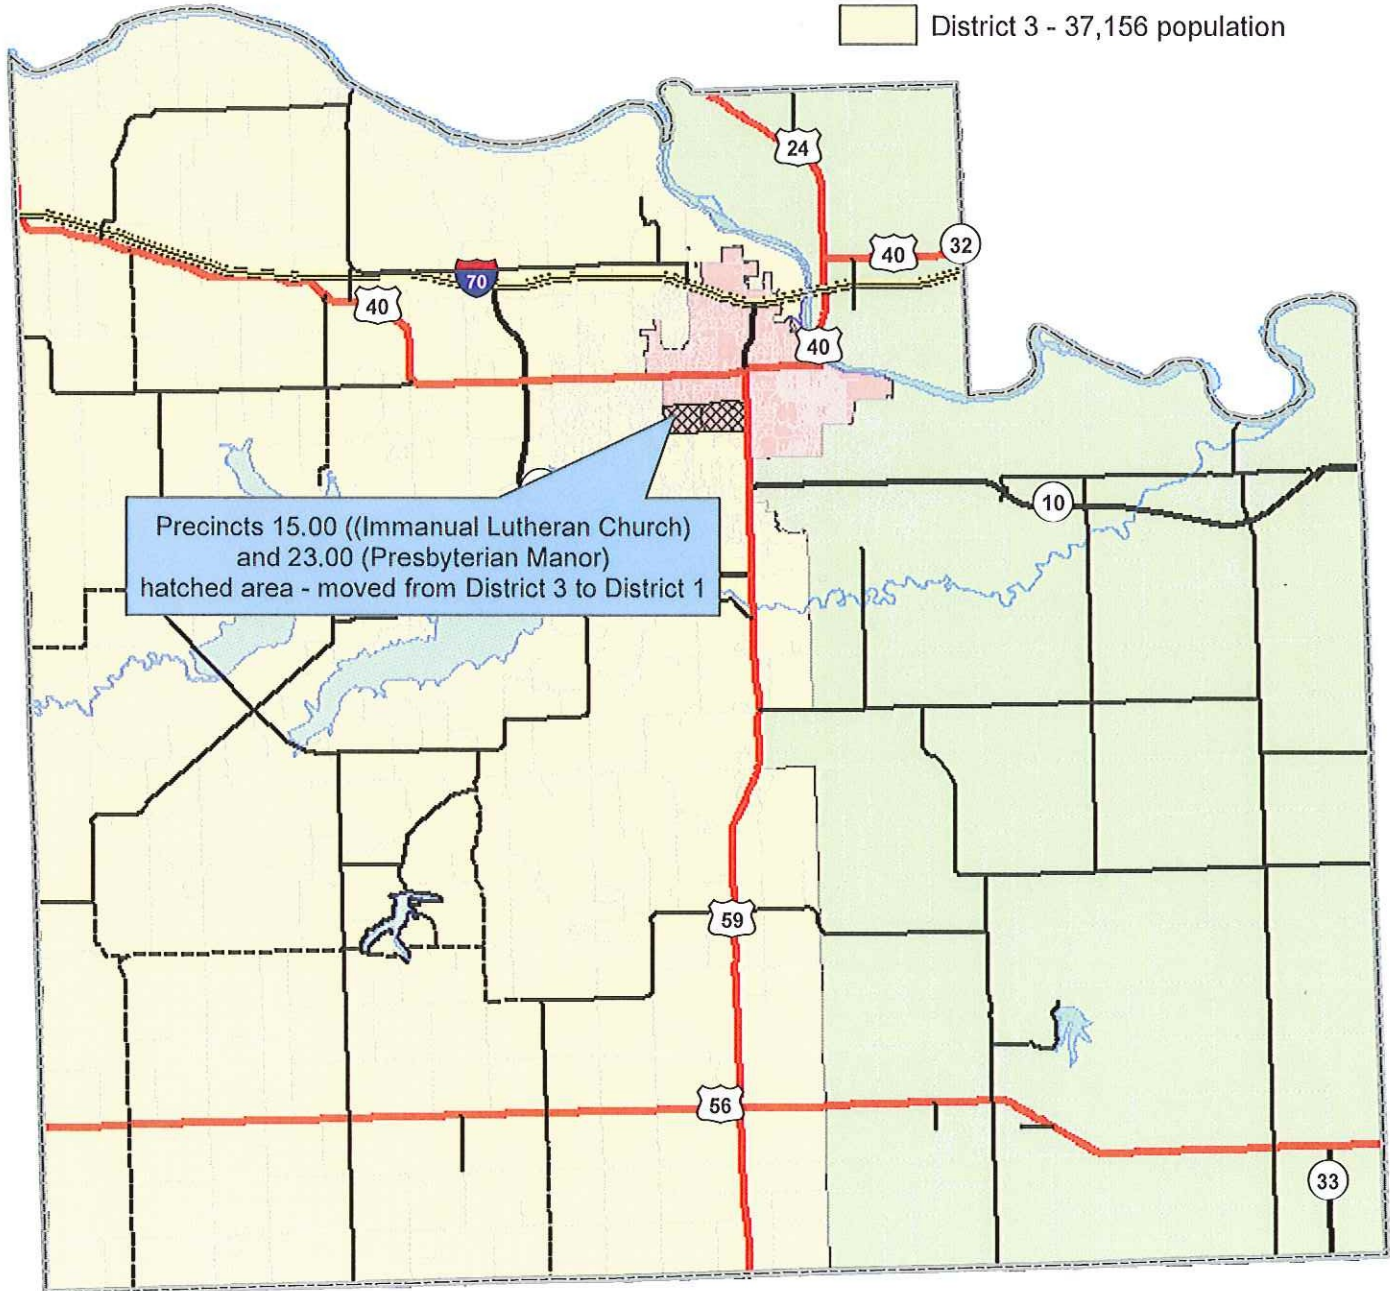 District 3 - 37,156 population
24
32
40
70
40
40
10
Precincts 15.00 ((Immanual Lutheran Church)
and 23.00 (Presbyterian Manor)
hatched area - moved from District 3 to District 1
59
56
33